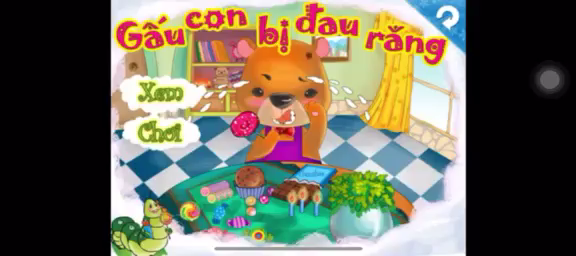 Gấu con bị đau răng
Xem
Chơi